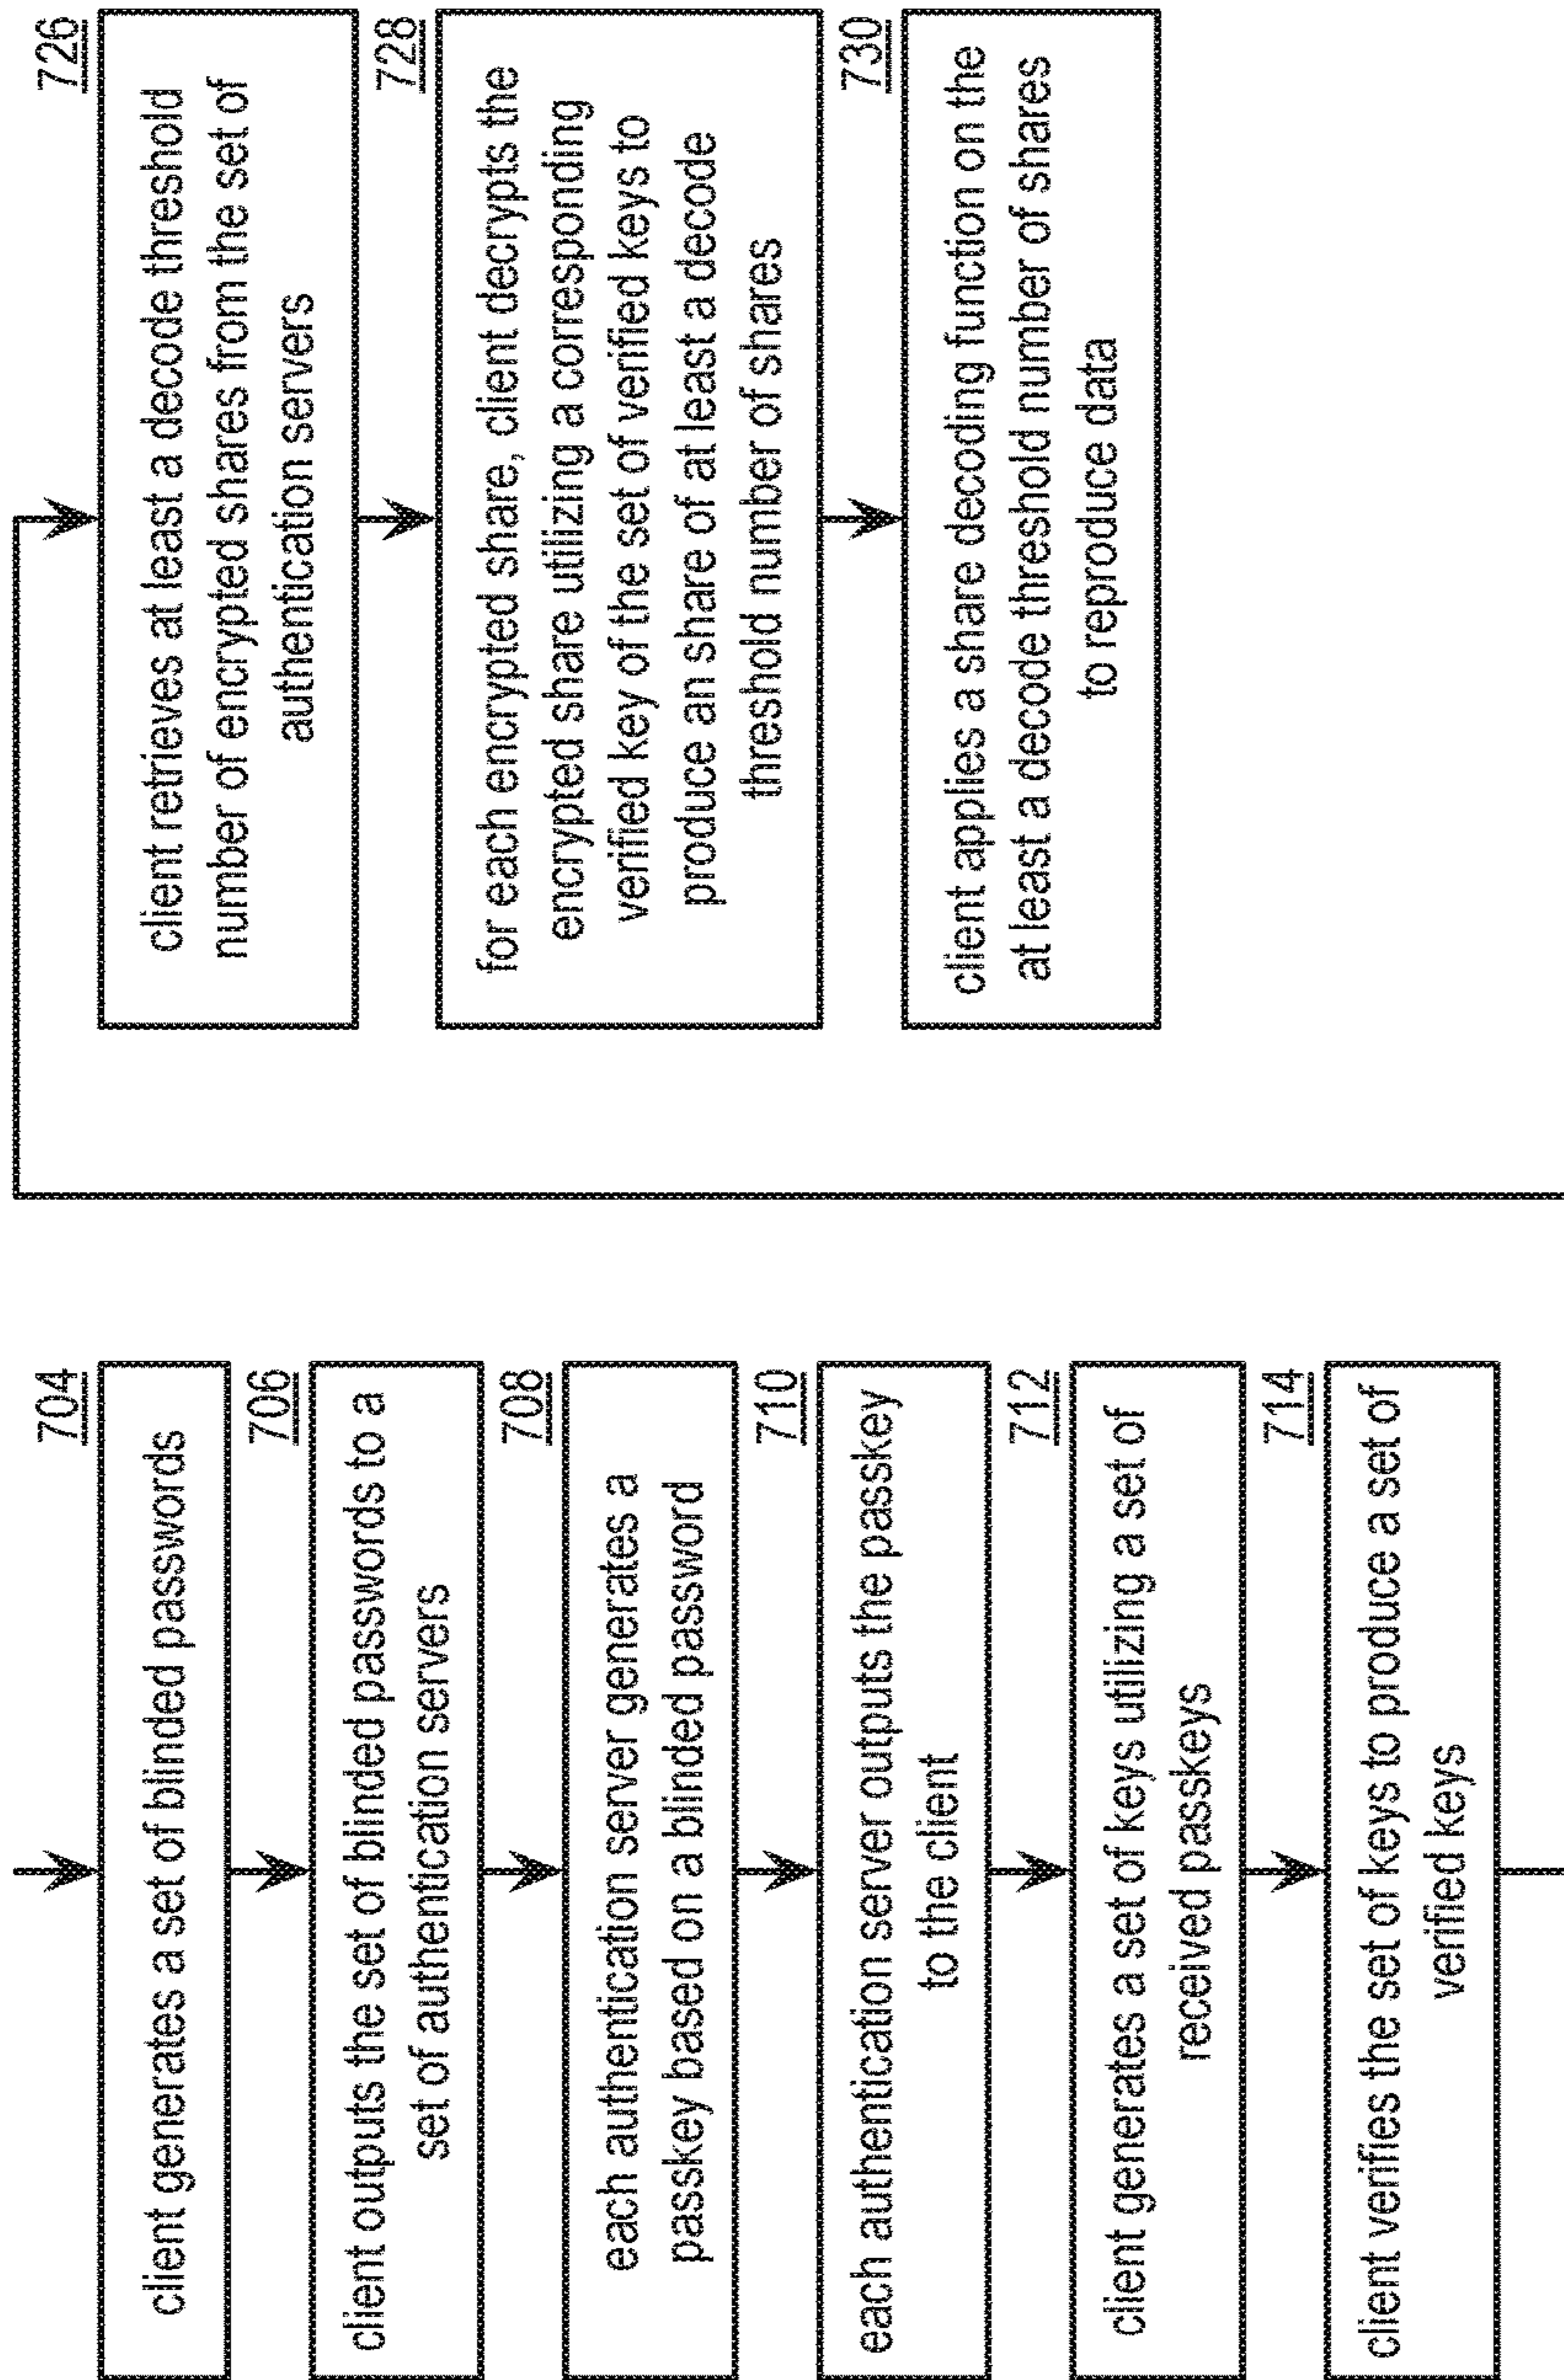 704
client generates a set of blinded passwords
706
client outputs the set of blinded passwords to a
set of authentication servers
708
each authentication server generates a
passkey based on a blinded password
710
each authentication server outputs the passkey
to the client
712
client generates a set of keys utilizing a set of
received passkeys
714
client verifies the set of keys to produce a set of
verified keys
726
client retrieves at least a decode threshold
number of encrypted shares from the set of
authentication servers
728
for each encrypted share, client decrypts the
encrypted share utilizing a corresponding
verified key of the set of verified keys to
produce an share of at least a decode
threshold number of shares
730
client applies a share decoding function on the
at least a decode threshold number of shares
to reproduce data